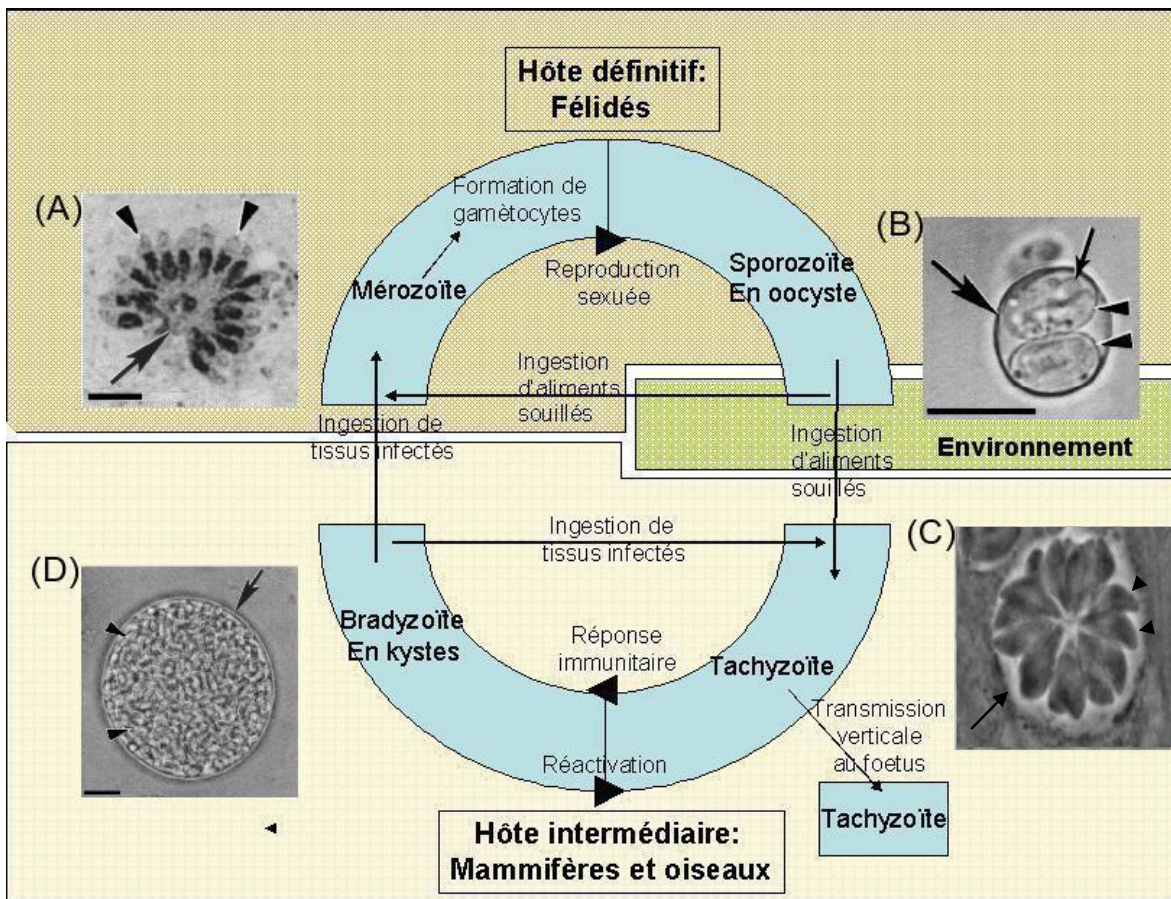 Hôte définitif:
Félidés
Formation de
gamètocytes
(A)
(B)
Mérozoïte
Reproduction
sexuée
Sporozoïte
En oocyste
Ingestion
d'aliments
souillés
Ingestion de
tissus infectés
Ingestion
d'aliments
souillés
Environnement
Ingestion de
tissus infectés
(C)
(D)
Bradyzoïte
En kystes
Réponse
immunitaire
Tachyzoïte
Transmission
verticale
au foetus
Réactivation
Tachyzoïte
Hôte intermédiaire:
Mammifères et oiseaux